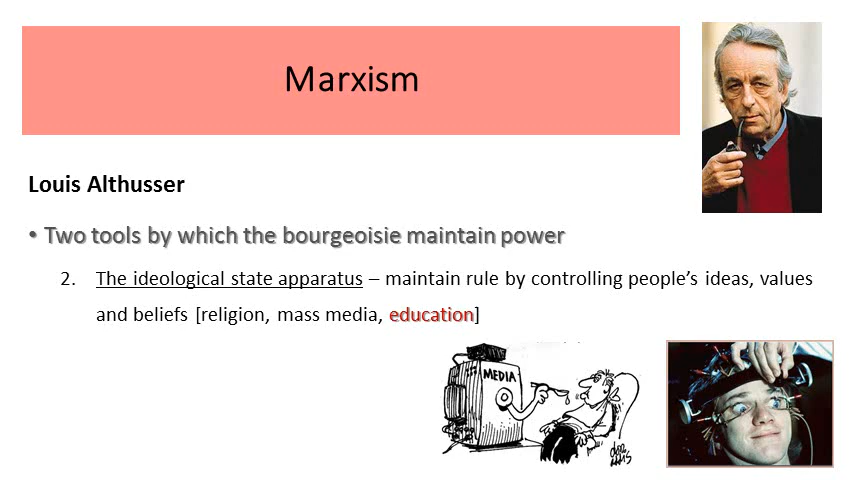 Marxism
Louis Althusser
• Two tools by which the bourgeoisie maintain power
2. The ideological state apparatus – maintain rule by controlling people’s ideas, values
and beliefs [religion, mass media, education]
MEDIA